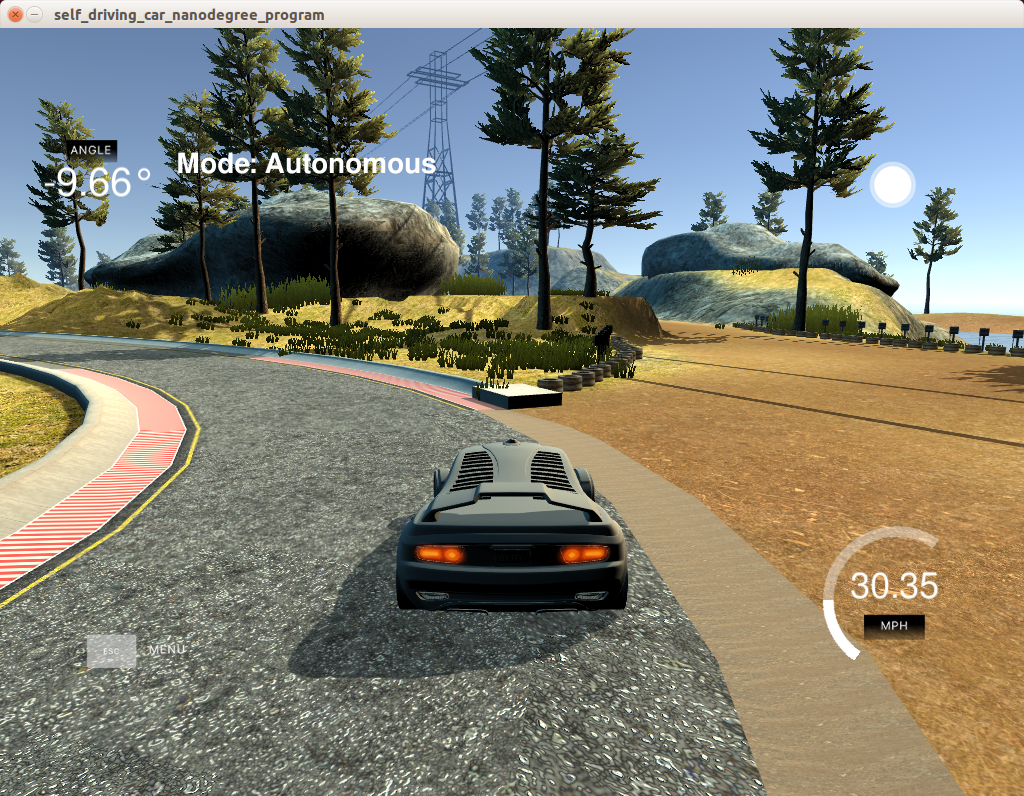 self_driving_car_nanodegree_program
ANGLE
-9.66°
Mode: Autonomous
30.35
MPH
ESC
MENU